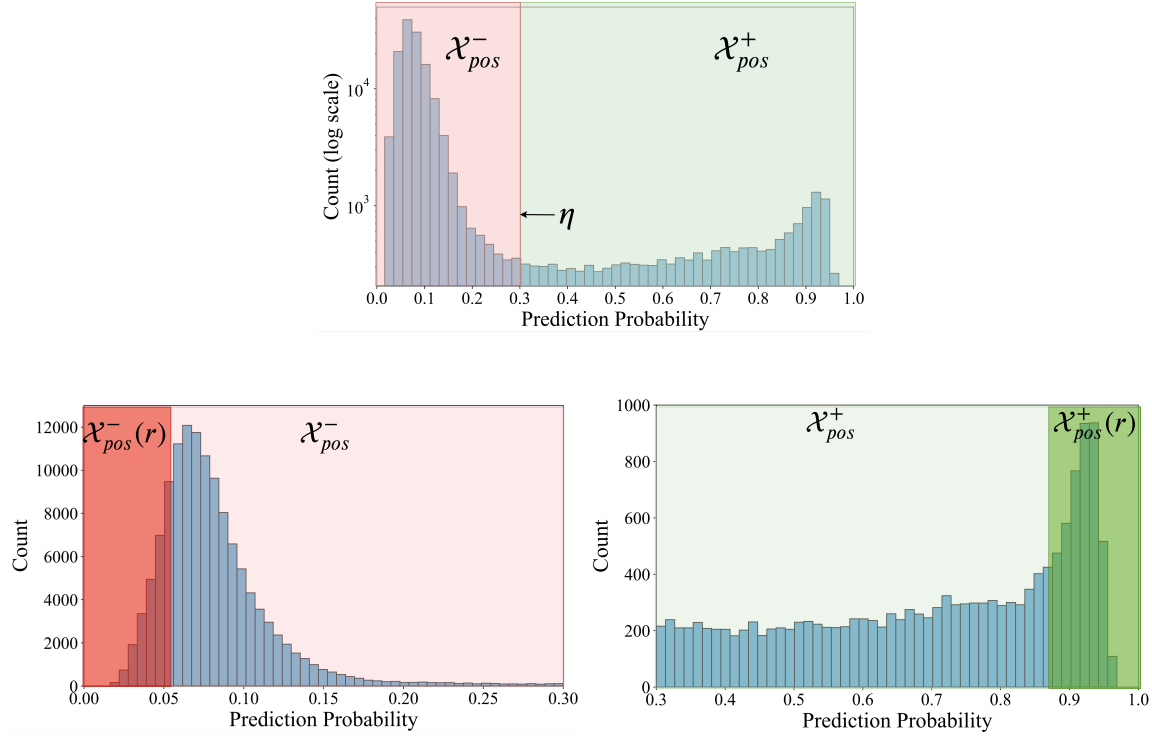 𝒳⁻pos
𝒳⁺pos
Count (log scale)
10⁴
10³
η
0.0 0.1 0.2 0.3 0.4 0.5 0.6 0.7 0.8 0.9 1.0
Prediction Probability
𝒳⁻pos(r)
𝒳⁻pos
Count
12000
10000
8000
6000
4000
2000
0
0.00 0.05 0.10 0.15 0.20 0.25 0.30
Prediction Probability
𝒳⁺pos
𝒳⁺pos(r)
Count
1000
800
600
400
200
0
0.3 0.4 0.5 0.6 0.7 0.8 0.9 1.0
Prediction Probability